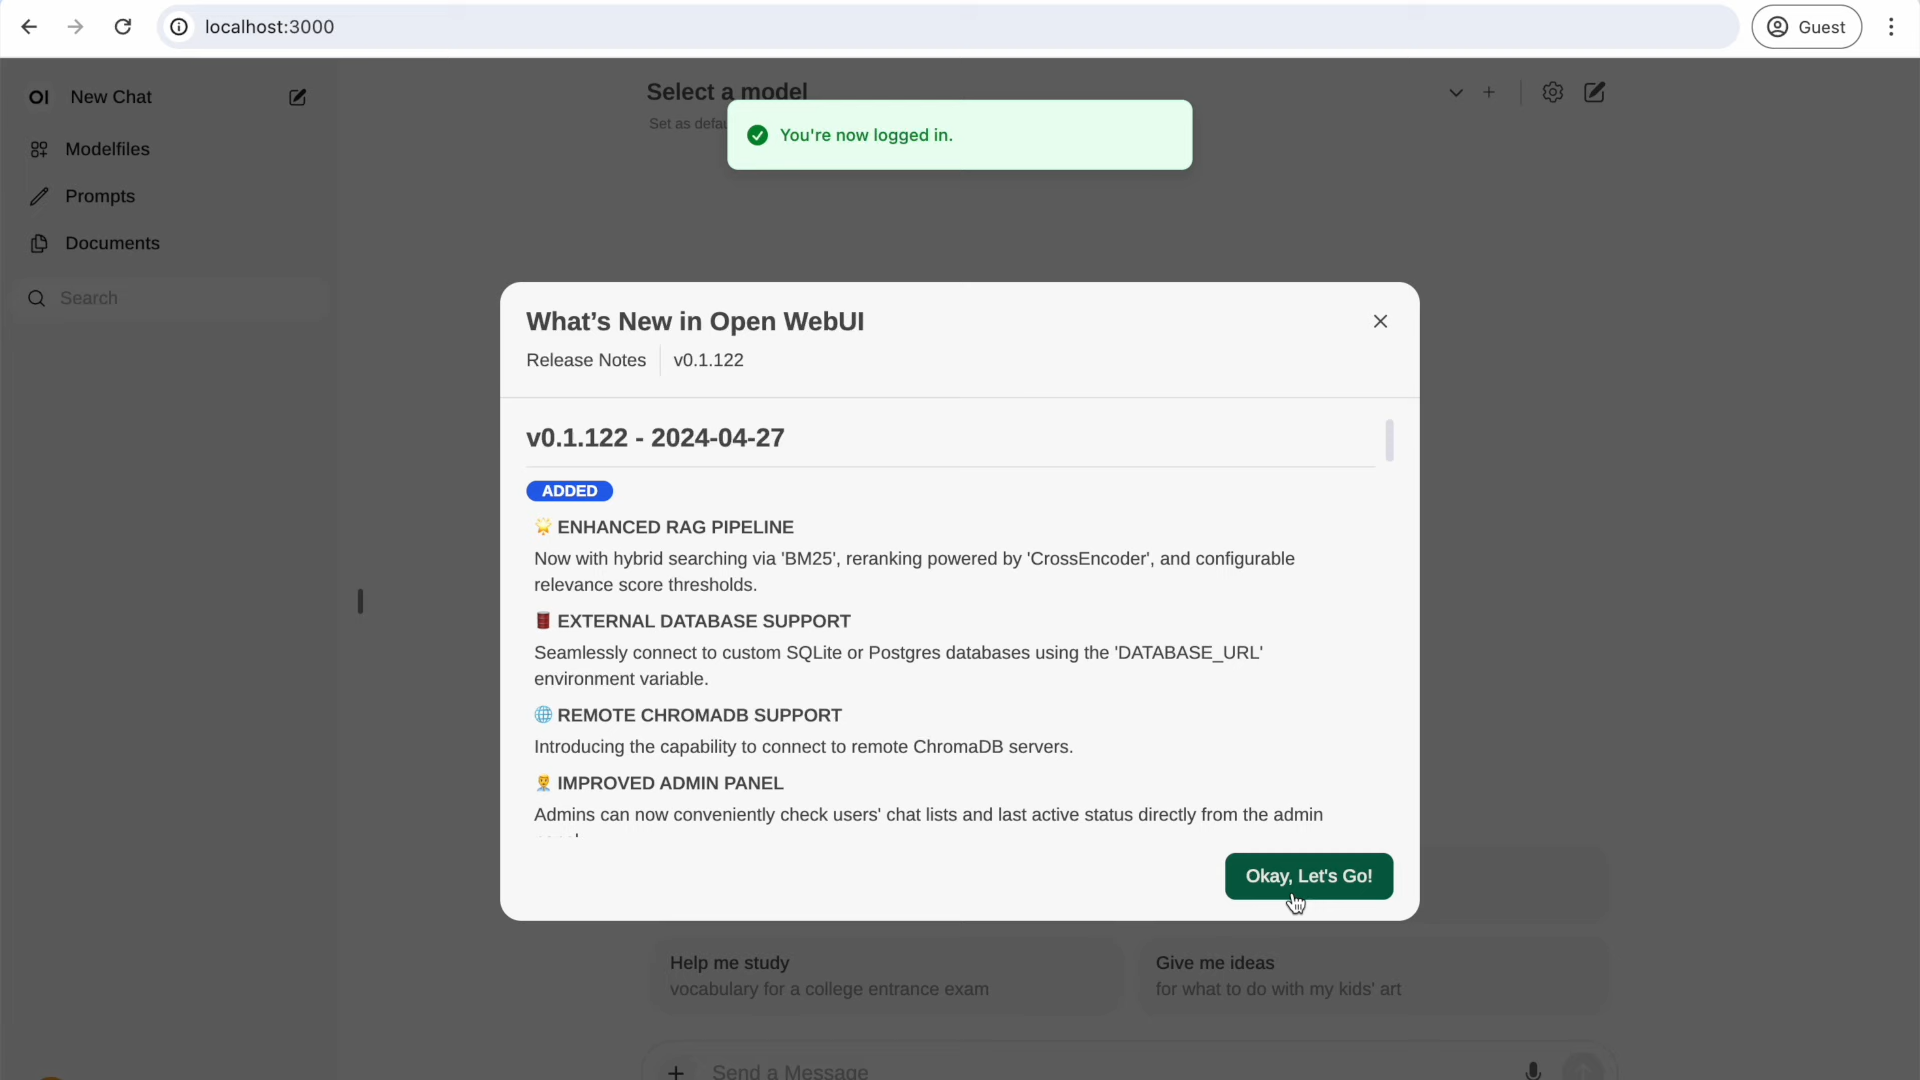 localhost:3000
Guest
OI New Chat
Modelfiles
Prompts
Documents
Search
Select a model
Set as
You're now logged in.
What's New in Open WebUI
Release Notes v0.1.122
v0.1.122 - 2024-04-27
ADDED
ENHANCED RAG PIPELINE
Now with hybrid searching via 'BM25', reranking powered by 'CrossEncoder', and configurable
relevance score thresholds.
EXTERNAL DATABASE SUPPORT
Seamlessly connect to custom SQLite or Postgres databases using the 'DATABASE_URL'
environment variable.
REMOTE CHROMADB SUPPORT
Introducing the capability to connect to remote ChromaDB servers.
IMPROVED ADMIN PANEL
Admins can now conveniently check users' chat lists and last active status directly from the admin
Okay, Let's Go!
Help me study
vocabulary for a college entrance exam
Give me ideas
for what to do with my kids' art
Send a Message